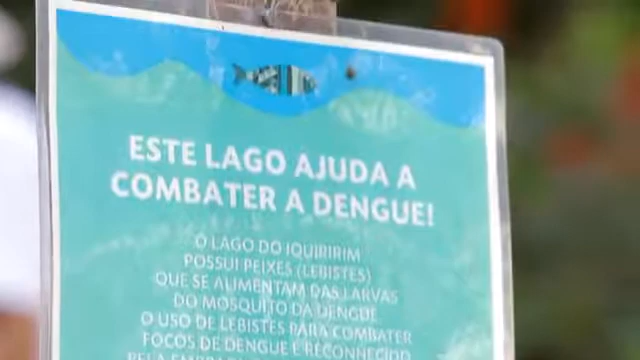 ESTE LAGO AJUDA A
COMBATER A DENGUE!
O LAGO DO IQUIRIRIM
POSSUI PEIXES (LEBISTES)
QUE SE ALIMENTAM DAS LARVAS
DO MOSQUITO DA DENGUE
O USO DE LEBISTES PARA COMBATER
FOCOS DE DENGUE É RECONHECIDO
PELA